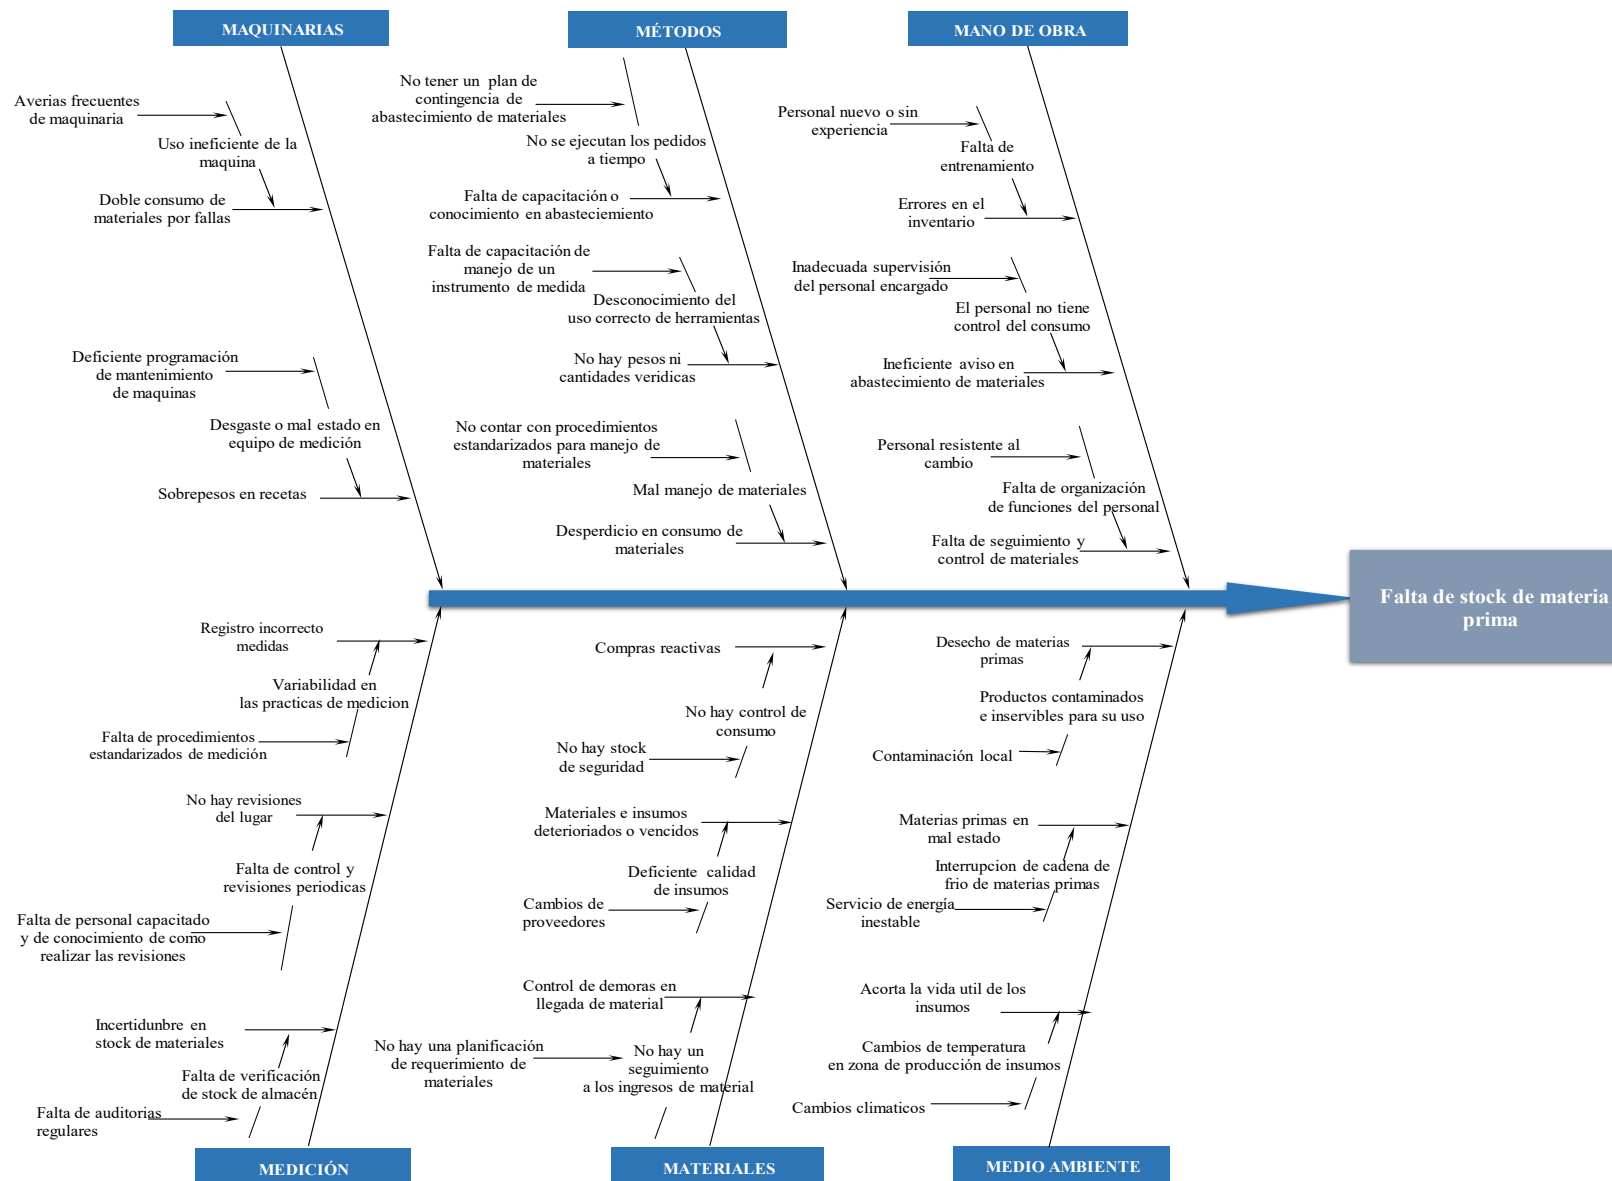 MAQUINARIAS
MÉTODOS
MANO DE OBRA
Averias frecuentes
de maquinaria
Uso ineficiente de la
maquina
Doble consumo de
materiales por fallas
Deficiente programación
de mantenimiento
de maquinas
Desgaste o mal estado en
equipo de medición
Sobrepesos en recetas
No tener un plan de
contingencia de
abastecimiento de materiales
No se ejecutan los pedidos
a tiempo
Falta de capacitación o
conocimiento en abasteciemiento
Falta de capacitación de
manejo de un
instrumento de medida
Desconocimiento del
uso correcto de herramientas
No hay pesos ni
cantidades veridicas
No contar con procedimientos
estandarizados para manejo de
materiales
Mal manejo de materiales
Desperdicio en consumo de
materiales
Personal nuevo o sin
experiencia
Falta de
entrenamiento
Errores en el
inventario
Inadecuada supervisión
del personal encargado
El personal no tiene
control del consumo
Ineficiente aviso en
abastecimiento de materiales
Personal resistente al
cambio
Falta de organización
de funciones del personal
Falta de seguimiento y
control de materiales
Falta de stock de materia
prima
Registro incorrecto
medidas
Variabilidad en
las practicas de medicion
Falta de procedimientos
estandarizados de medición
No hay revisiones
del lugar
Falta de control y
revisiones periodicas
Falta de personal capacitado
y de conocimiento de como
realizar las revisiones
Incertidunbre en
stock de materiales
Falta de verificación
de stock de almacén
Falta de auditorias
regulares
Compras reactivas
No hay control de
consumo
No hay stock
de seguridad
Materiales e insumos
deterioriados o vencidos
Deficiente calidad
de insumos
Cambios de
proveedores
Control de demoras en
llegada de material
No hay una planificación
de requerimiento de
materiales
No hay un
seguimiento
a los ingresos de material
Desecho de materias
primas
Productos contaminados
e inservibles para su uso
Contaminación local
Materias primas en
mal estado
Interrupcion de cadena de
frio de materias primas
Servicio de energía
inestable
Acorta la vida util de los
insumos
Cambios de temperatura
en zona de producción de insumos
Cambios climaticos
MEDICIÓN
MATERIALES
MEDIO AMBIENTE